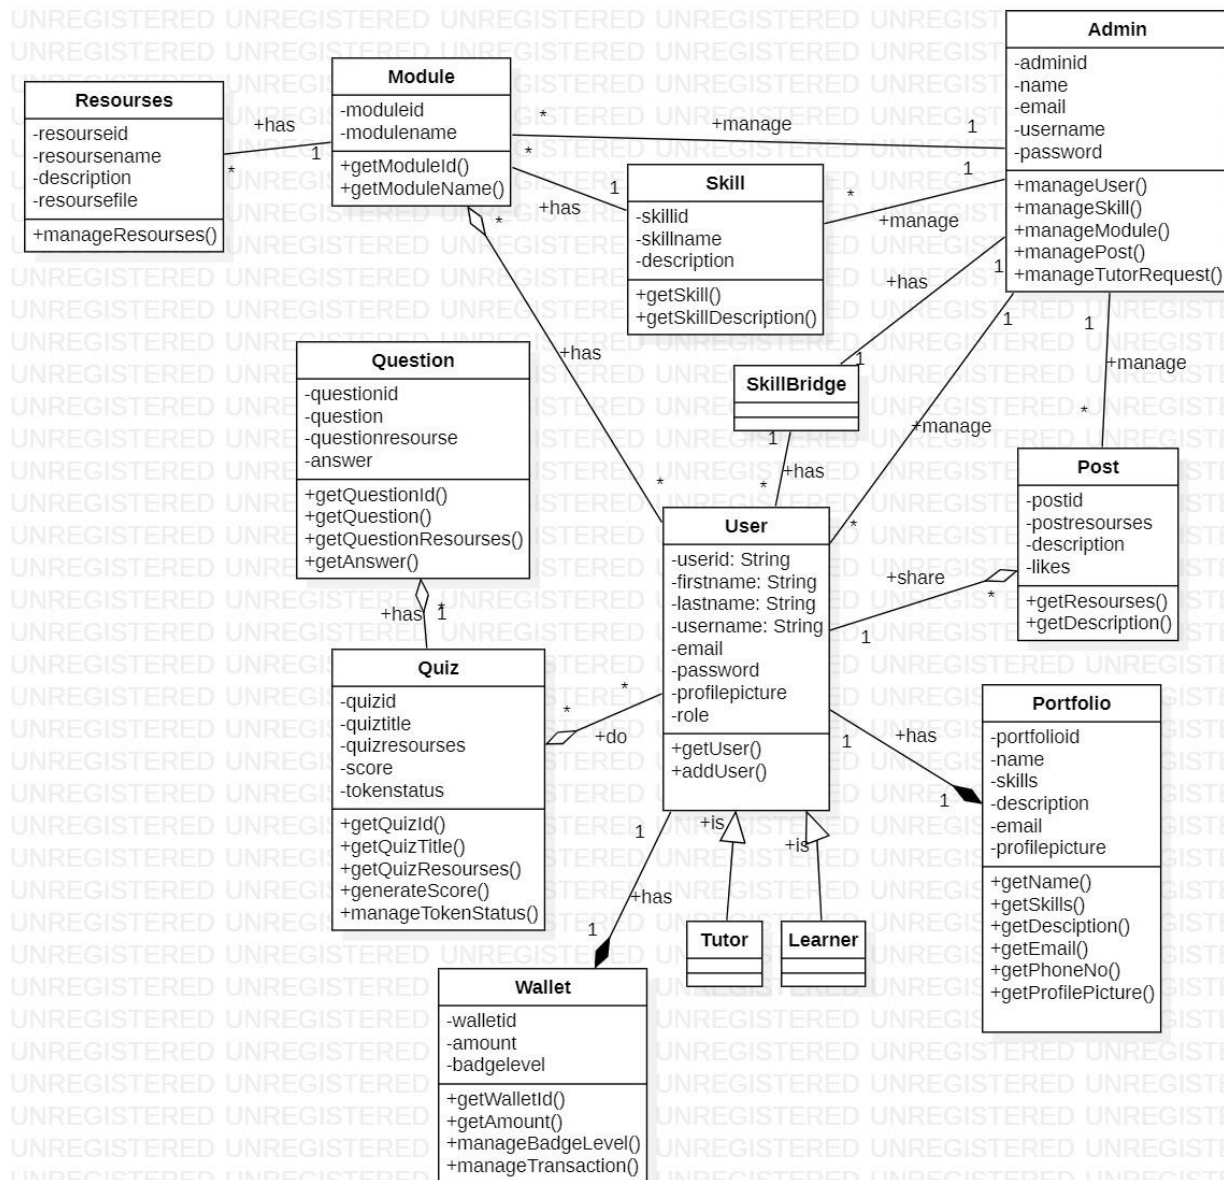 UNREGISTERED UNREGISTERED UNREGISTERED UNREGISTERED UNREGISTERED
Admin
-adminid
-name
-email
-username
-password
+manageUser()
+manageSkill()
+manageModule()
+managePost()
+manageTutorRequest()
Module
-moduleid
-modulename
+getModuleId()
+getModuleName()
Resourses
-resourseid
-resoursename
-description
-resoursefile
+manageResourses()
+has
1
*
*
+manage
1
*
+has
1
Skill
-skillid
-skillname
-description
+getSkill()
+getSkillDescription()
1
*
+manage
*
+has
*
+has
1
1
SkillBridge
1
+has
*
1
+manage
*
1
+manage
*
Question
-questionid
-question
-questionresourse
-answer
+getQuestionId()
+getQuestion()
+getQuestionResourses()
+getAnswer()
+has
*
1
Post
-postid
-postresourses
-description
-likes
+getResourses()
+getDescription()
User
-userid: String
-firstname: String
-lastname: String
-username: String
-email
-password
-profilepicture
-role
+getUser()
+addUser()
+share
*
1
Quiz
-quizid
-quiztitle
-quizresourses
-score
-tokenstatus
+getQuizId()
+getQuizTitle()
+getQuizResourses()
+generateScore()
+manageTokenStatus()
*
*
+do
+has
1
1
Portfolio
-portfolioid
-name
-skills
-description
-email
-profilepicture
+getName()
+getSkills()
+getDesciption()
+getEmail()
+getPhoneNo()
+getProfilePicture()
+is
+is
1
+has
1
Tutor
Learner
Wallet
-walletid
-amount
-badgelevel
+getWalletId()
+getAmount()
+manageBadgeLevel()
+manageTransaction()